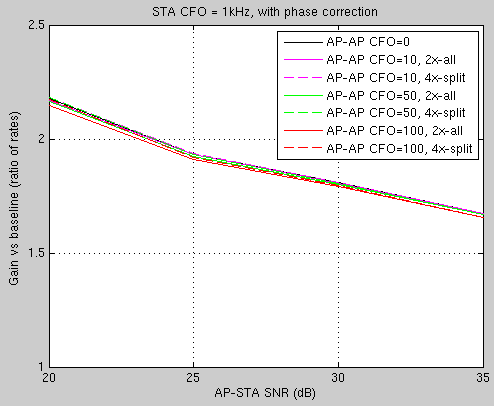 STA CFO = 1kHz, with phase correction
2.5
2
1.5
1
Gain vs baseline (ratio of rates)
AP-AP CFO=0
AP-AP CFO=10, 2x-all
AP-AP CFO=10, 4x-split
AP-AP CFO=50, 2x-all
AP-AP CFO=50, 4x-split
AP-AP CFO=100, 2x-all
AP-AP CFO=100, 4x-split
20 25 30 35
AP-STA SNR (dB)